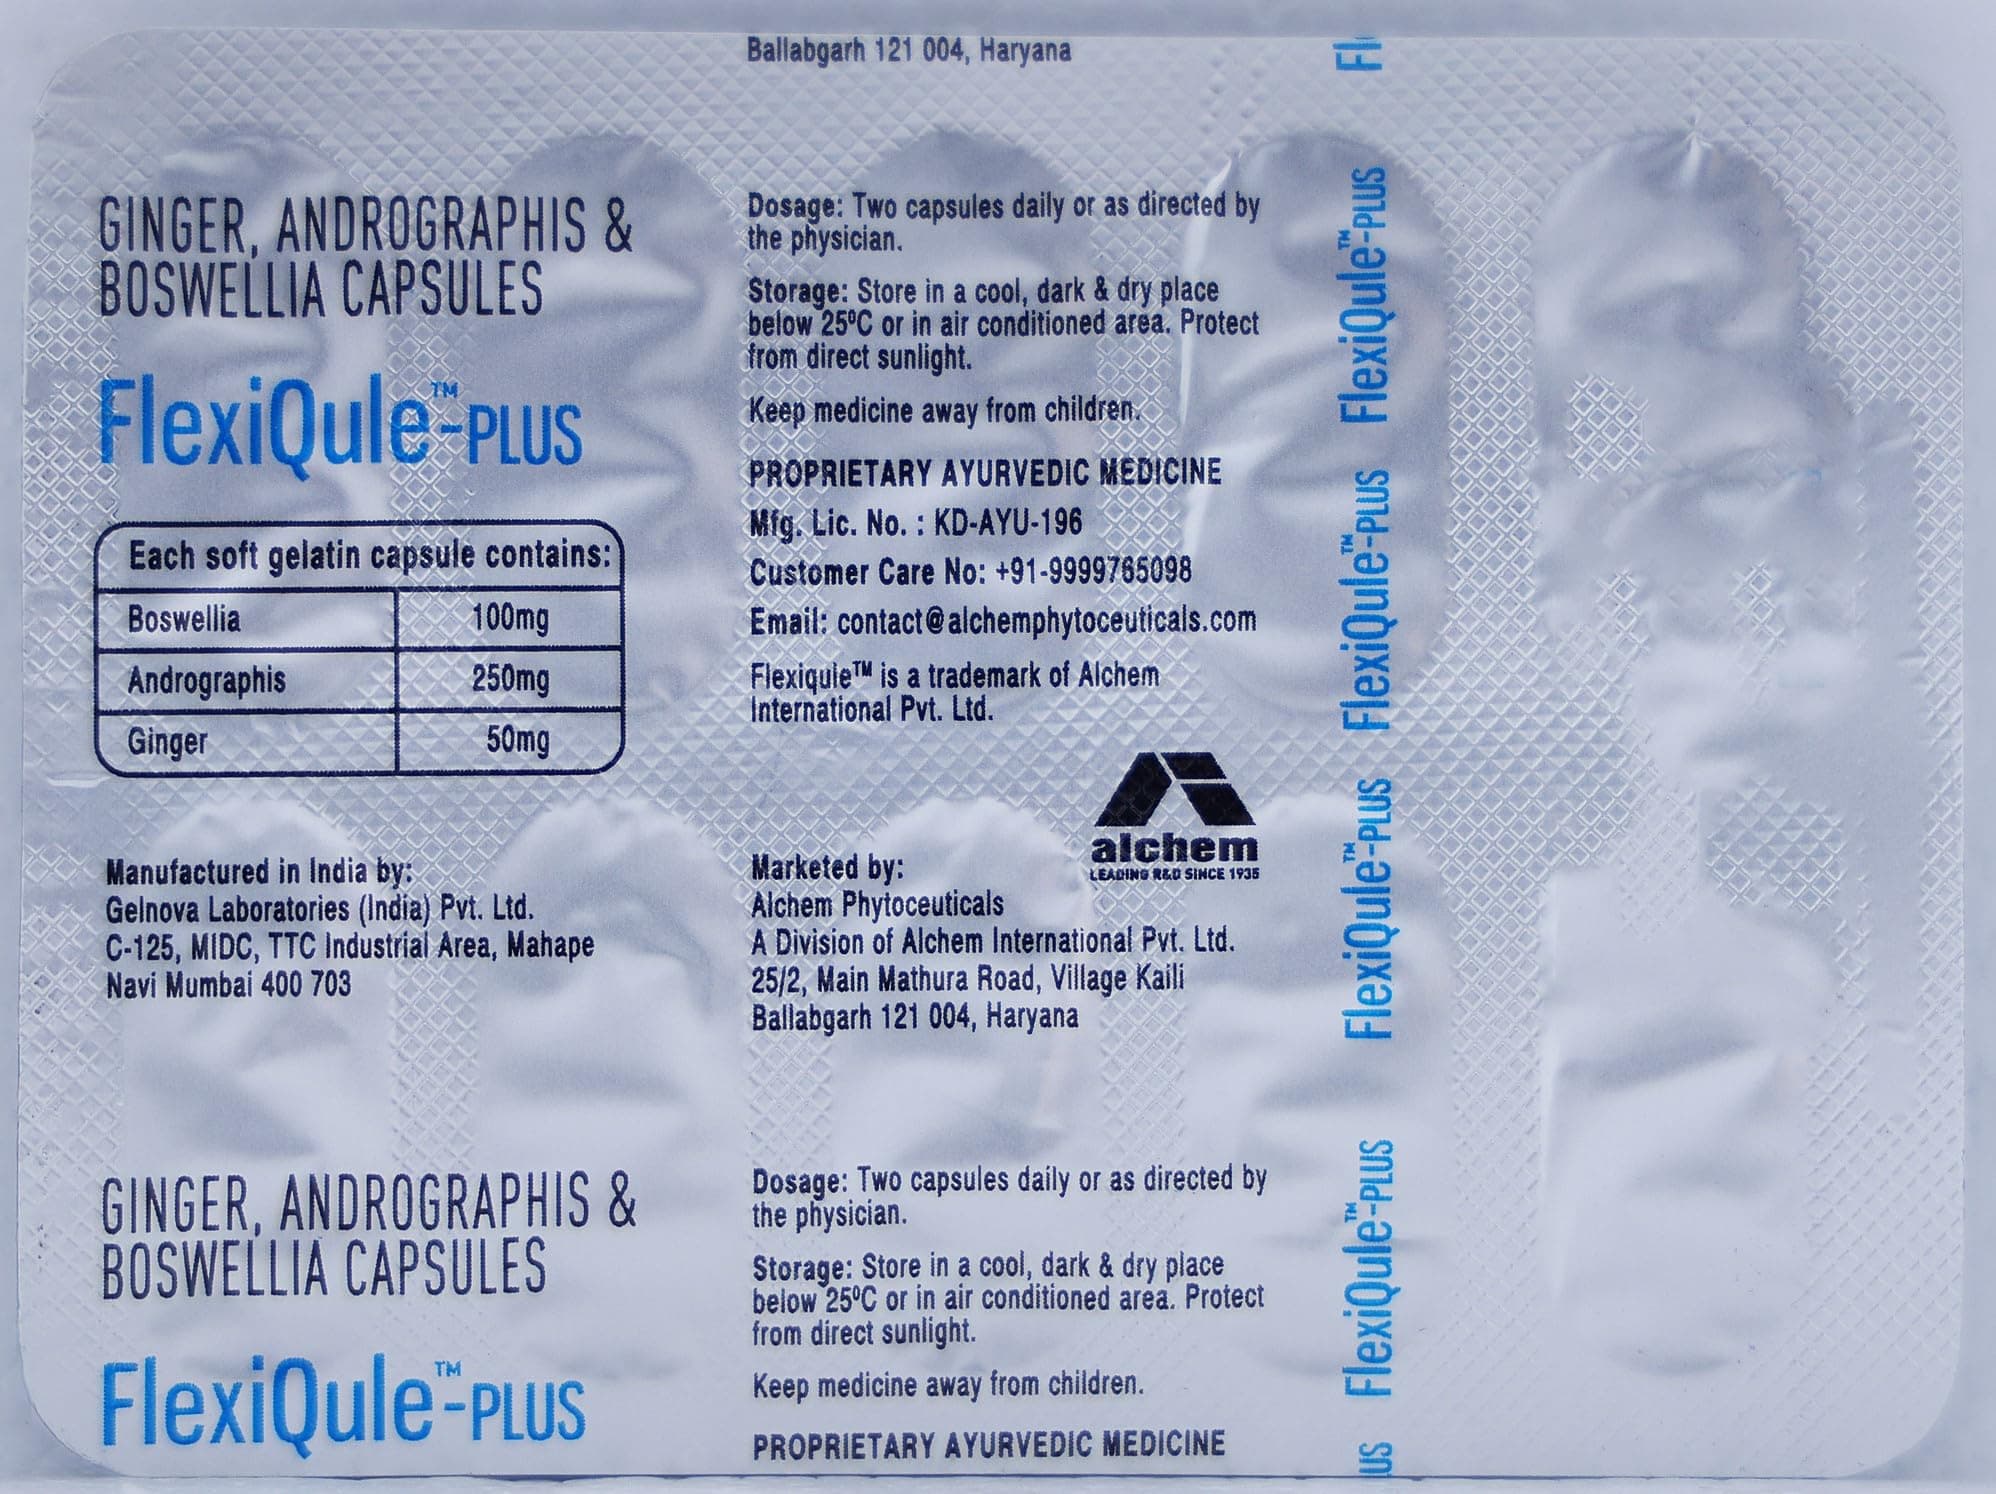 Ballabgarh 121 004, Haryana
GINGER, ANDROGRAPHIS &
BOSWELLIA CAPSULES
FlexiQule™-PLUS
Each soft gelatin capsule contains:
Boswellia 100mg
Andrographis 250mg
Ginger 50mg
Dosage: Two capsules daily or as directed by
the physician.
Storage: Store in a cool, dark & dry place
below 25ºC or in air conditioned area. Protect
from direct sunlight.
Keep medicine away from children.
PROPRIETARY AYURVEDIC MEDICINE
Mfg. Lic. No. : KD-AYU-196
Customer Care No: +91-9999765098
Email: contact@alchemphytoceuticals.com
Flexiqule™ is a trademark of Alchem
International Pvt. Ltd.
alchem
LEADING R&D SINCE 1935
Manufactured in India by:
Gelnova Laboratories (India) Pvt. Ltd.
C-125, MIDC, TTC Industrial Area, Mahape
Navi Mumbai 400 703
Marketed by:
Alchem Phytoceuticals
A Division of Alchem International Pvt. Ltd.
25/2, Main Mathura Road, Village Kaili
Ballabgarh 121 004, Haryana
GINGER, ANDROGRAPHIS &
BOSWELLIA CAPSULES
FlexiQule™-PLUS
Dosage: Two capsules daily or as directed by
the physician.
Storage: Store in a cool, dark & dry place
below 25ºC or in air conditioned area. Protect
from direct sunlight.
Keep medicine away from children.
PROPRIETARY AYURVEDIC MEDICINE
Fl
FlexiQule™-PLUS
FlexiQule™-PLUS
FlexiQule™-PLUS
FlexiQule™-PLUS
US